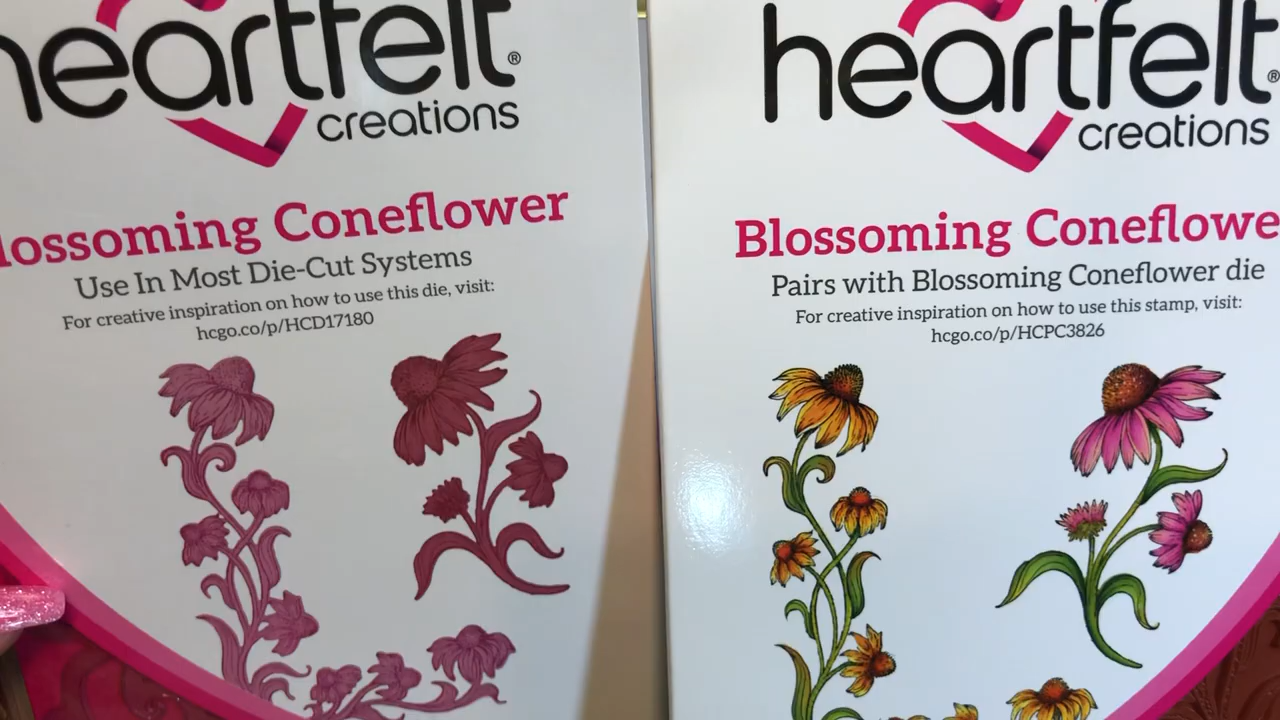 heartfelt®
creations
lossoming Coneflower
Use In Most Die-Cut Systems
For creative inspiration on how to use this die, visit:
hcgo.co/p/HCD17180
heartfelt®
creations
Blossoming Coneflowe
Pairs with Blossoming Coneflower die
For creative inspiration on how to use this stamp, visit:
hcgo.co/p/HCPC3826